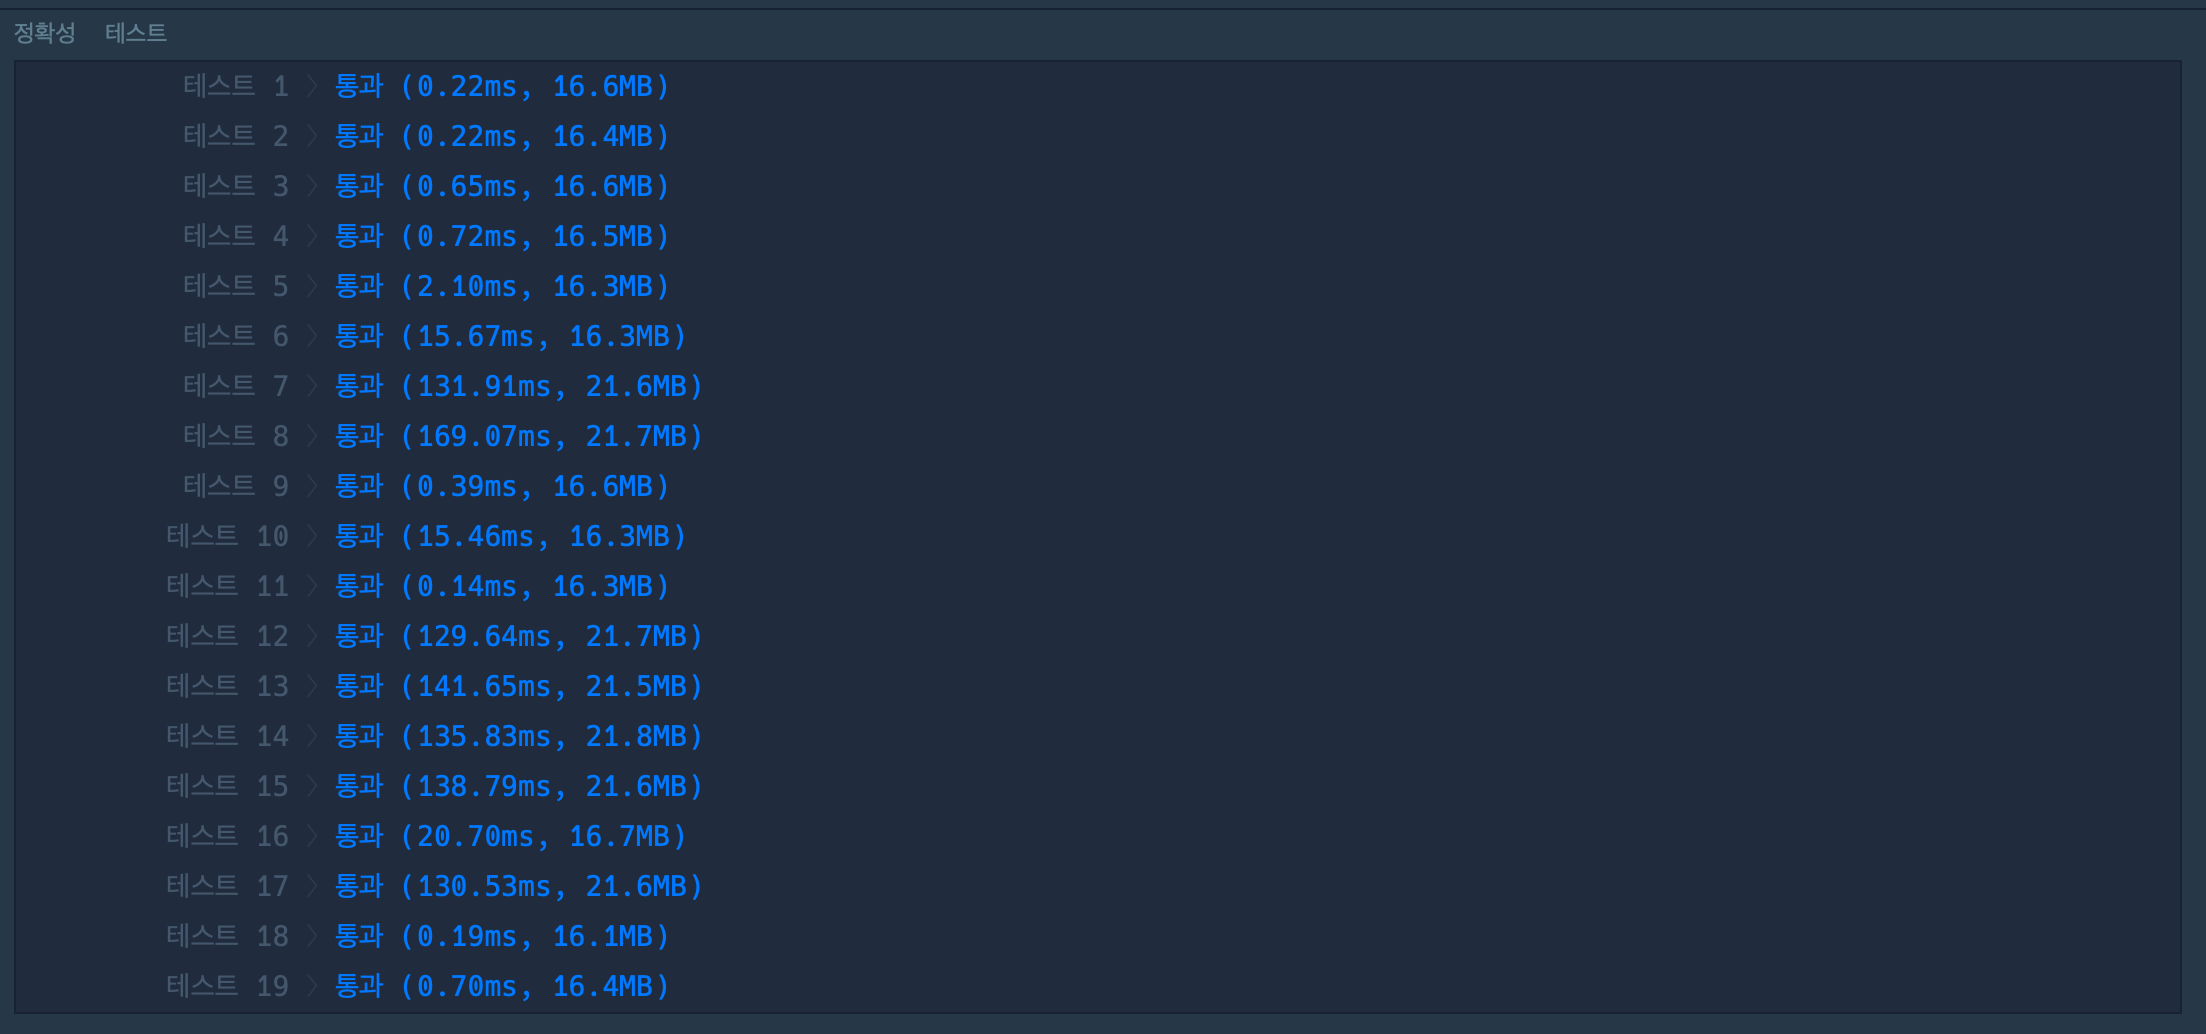 정확성 테스트
테스트 1 〉 통과 (0.22ms, 16.6MB)
테스트 2 〉 통과 (0.22ms, 16.4MB)
테스트 3 〉 통과 (0.65ms, 16.6MB)
테스트 4 〉 통과 (0.72ms, 16.5MB)
테스트 5 〉 통과 (2.10ms, 16.3MB)
테스트 6 〉 통과 (15.67ms, 16.3MB)
테스트 7 〉 통과 (131.91ms, 21.6MB)
테스트 8 〉 통과 (169.07ms, 21.7MB)
테스트 9 〉 통과 (0.39ms, 16.6MB)
테스트 10 〉 통과 (15.46ms, 16.3MB)
테스트 11 〉 통과 (0.14ms, 16.3MB)
테스트 12 〉 통과 (129.64ms, 21.7MB)
테스트 13 〉 통과 (141.65ms, 21.5MB)
테스트 14 〉 통과 (135.83ms, 21.8MB)
테스트 15 〉 통과 (138.79ms, 21.6MB)
테스트 16 〉 통과 (20.70ms, 16.7MB)
테스트 17 〉 통과 (130.53ms, 21.6MB)
테스트 18 〉 통과 (0.19ms, 16.1MB)
테스트 19 〉 통과 (0.70ms, 16.4MB)